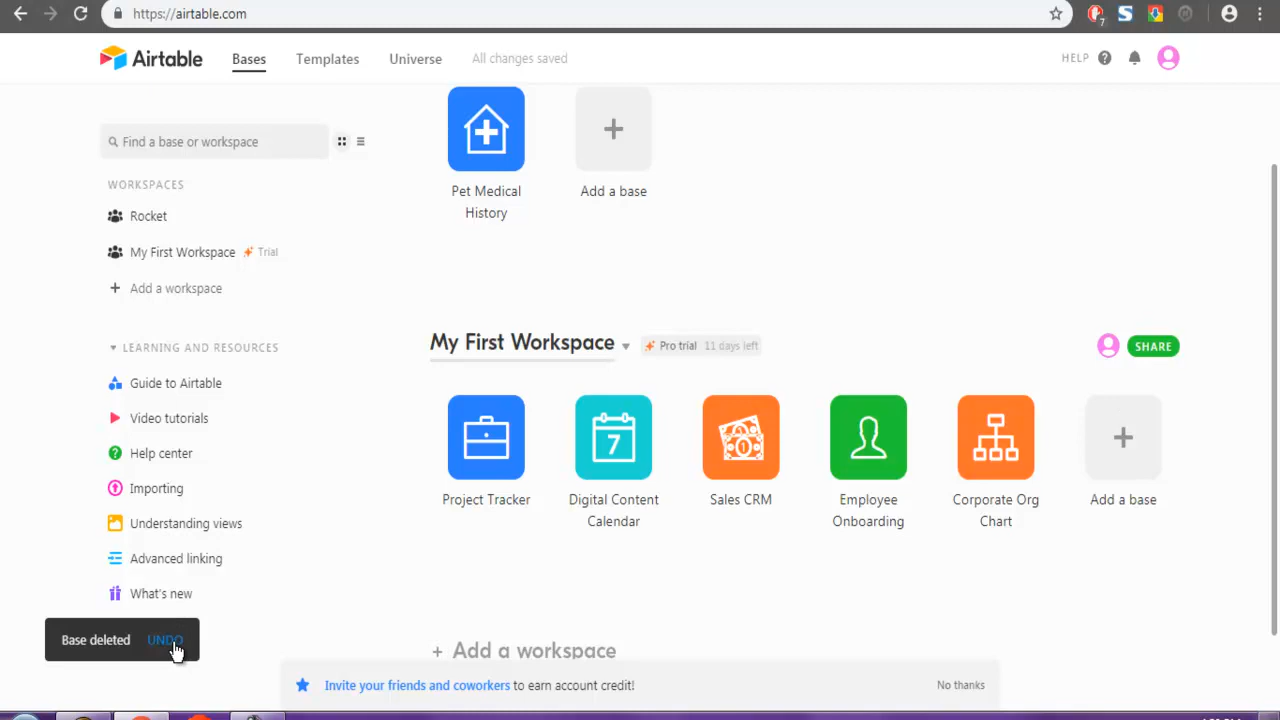 https://airtable.com
7
Airtable
Bases
Templates
Universe
All changes saved
HELP
Find a base or workspace
WORKSPACES
Rocket
My First Workspace
Trial
+ Add a workspace
LEARNING AND RESOURCES
Guide to Airtable
Video tutorials
Help center
Importing
Understanding views
Advanced linking
What's new
Pet Medical
History
Add a base
My First Workspace
Pro trial 11 days left
SHARE
7
Project Tracker
Digital Content
Calendar
Sales CRM
Employee
Onboarding
Corporate Org
Chart
Add a base
+ Add a workspace
Base deleted UNDO
Invite your friends and coworkers to earn account credit!
No thanks